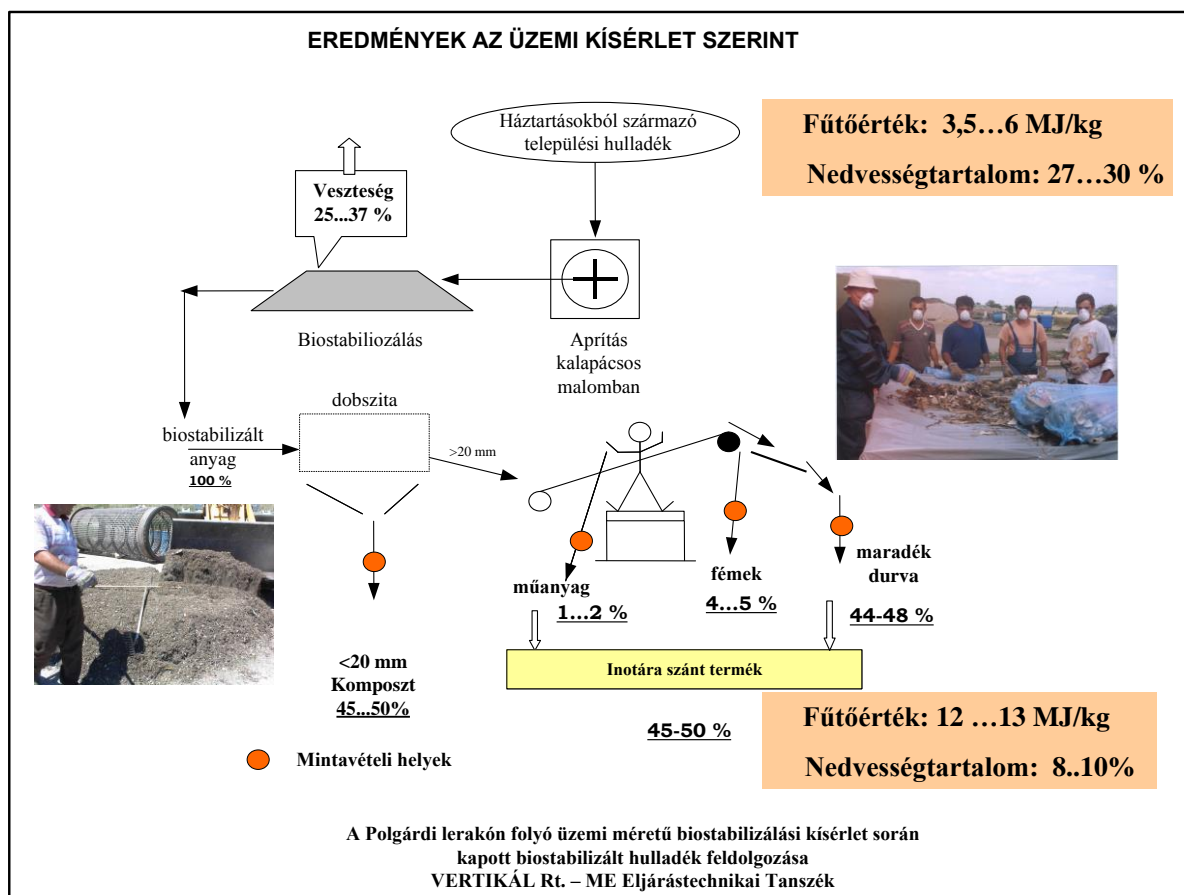 EREDMÉNYEK AZ ÜZEMI KÍSÉRLET SZERINT
Háztartásokból származó
települési hulladék
Fűtőérték: 3,5…6 MJ/kg
Nedvességtartalom: 27…30 %
Veszteség
25...37 %
Biostabiliozálás
Aprítás
kalapácsos
malomban
dobszita
biostabilizált
anyag
100 %
>20 mm
műanyag
1…2 %
fémek
4…5 %
maradék
durva
44-48 %
<20 mm
Komposzt
45...50%
Inotára szánt termék
45-50 %
Fűtőérték: 12 …13 MJ/kg
Nedvességtartalom: 8..10%
Mintavételi helyek
A Polgárdi lerakón folyó üzemi méretű biostabilizálási kísérlet során
kapott biostabilizált hulladék feldolgozása
VERTIKÁL Rt. – ME Eljárástechnikai Tanszék